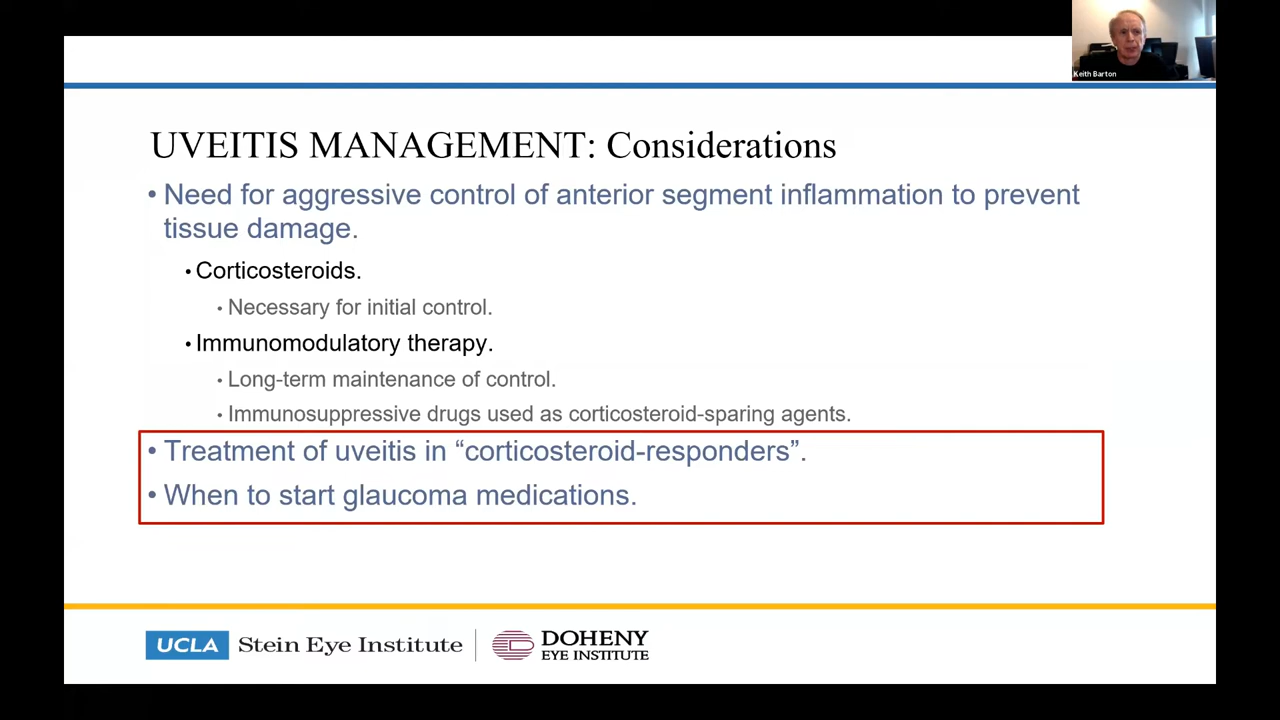 Keith Barton
UVEITIS MANAGEMENT: Considerations
• Need for aggressive control of anterior segment inflammation to prevent
tissue damage.
• Corticosteroids.
• Necessary for initial control.
• Immunomodulatory therapy.
• Long-term maintenance of control.
• Immunosuppressive drugs used as corticosteroid-sparing agents.
• Treatment of uveitis in “corticosteroid-responders”.
• When to start glaucoma medications.
UCLA Stein Eye Institute
DOHENY
EYE INSTITUTE